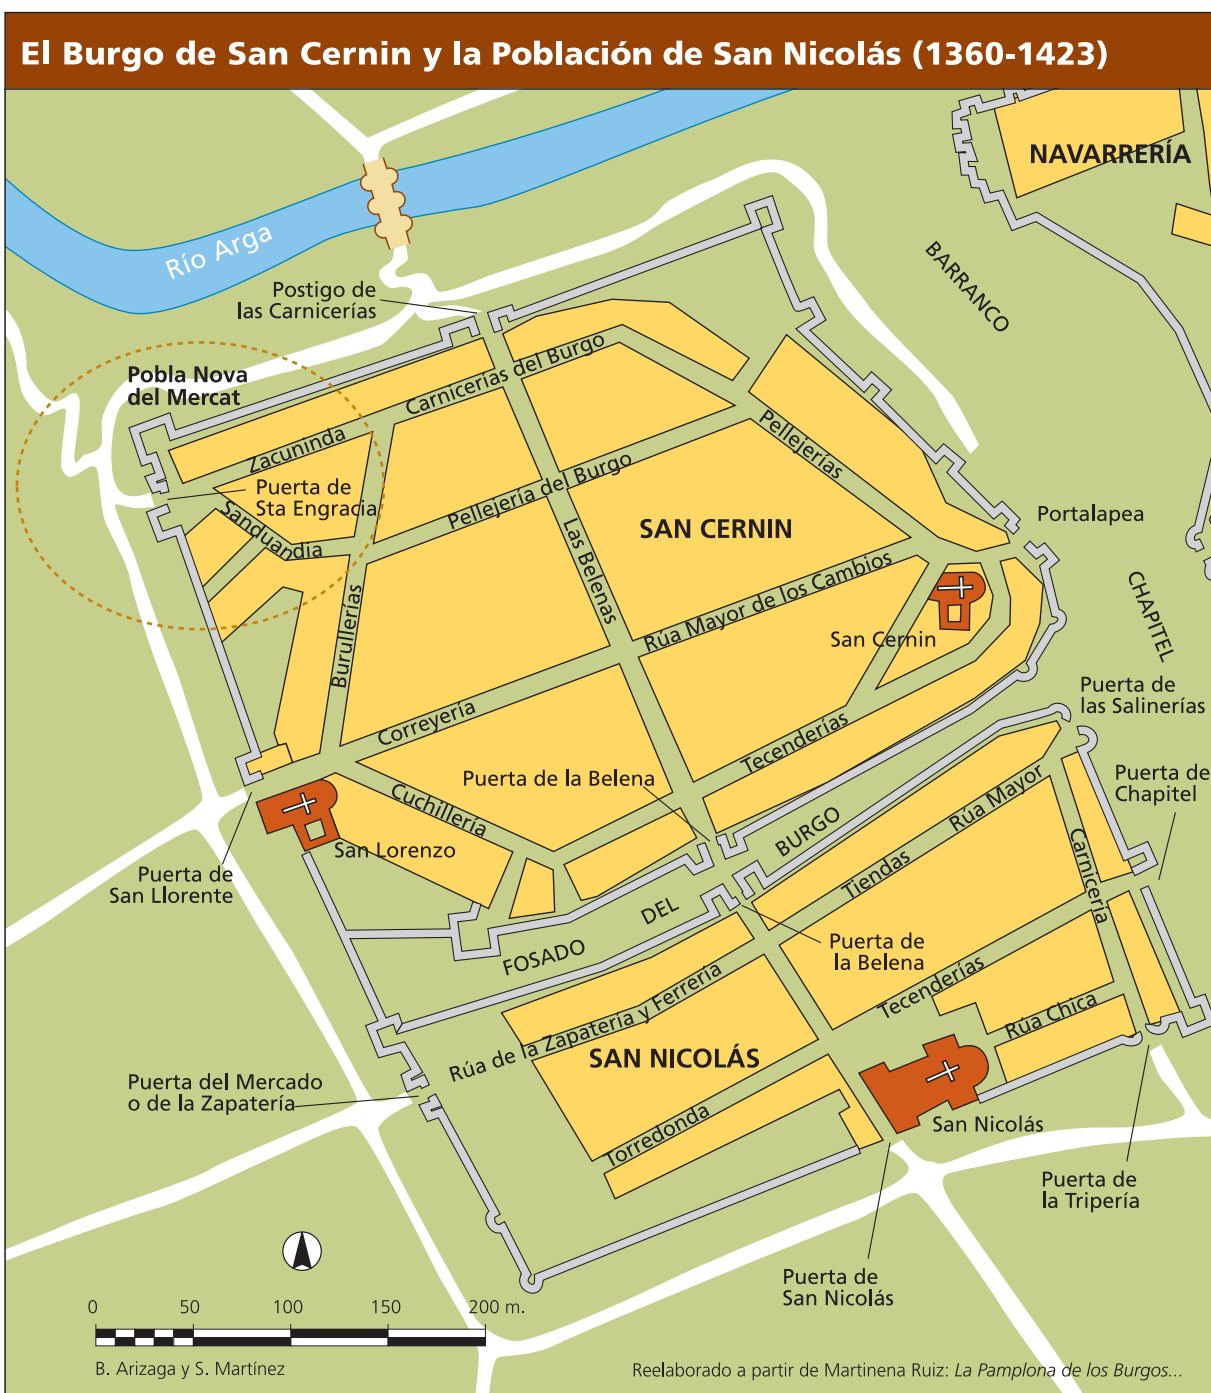 El Burgo de San Cernin y la Población de San Nicolás (1360-1423)
NAVARRERÍA
Río Arga
BARRANCO
Postigo de
las Carnicerías
Pobla Nova
del Mercat
Carnicerías del Burgo
Zacuninda
Pellejerías
Puerta de
Sta Engracia
Pellejería del Burgo
Sanduandia
Las Belenas
SAN CERNIN
Portalapea
CHAPITEL
Burullerías
Rúa Mayor de los Cambios
San Cernin
Puerta de
las Salinerías
Correyería
Tecenderías
Puerta de la Belena
Puerta de
Chapitel
Cuchillería
BURGO
Rúa Mayor
San Lorenzo
Tiendas
Carnicería
Puerta de
San Llorente
DEL
FOSADO
Puerta de
la Belena
Tecenderías
Rúa de la Zapatería y Ferrería
Rúa Chica
SAN NICOLÁS
Puerta del Mercado
o de la Zapatería
Torredonda
San Nicolás
Puerta de
la Tripería
Puerta de
San Nicolás
0 50 100 150 200 m.
B. Arizaga y S. Martínez
Reelaborado a partir de Martinena Ruiz: La Pamplona de los Burgos...